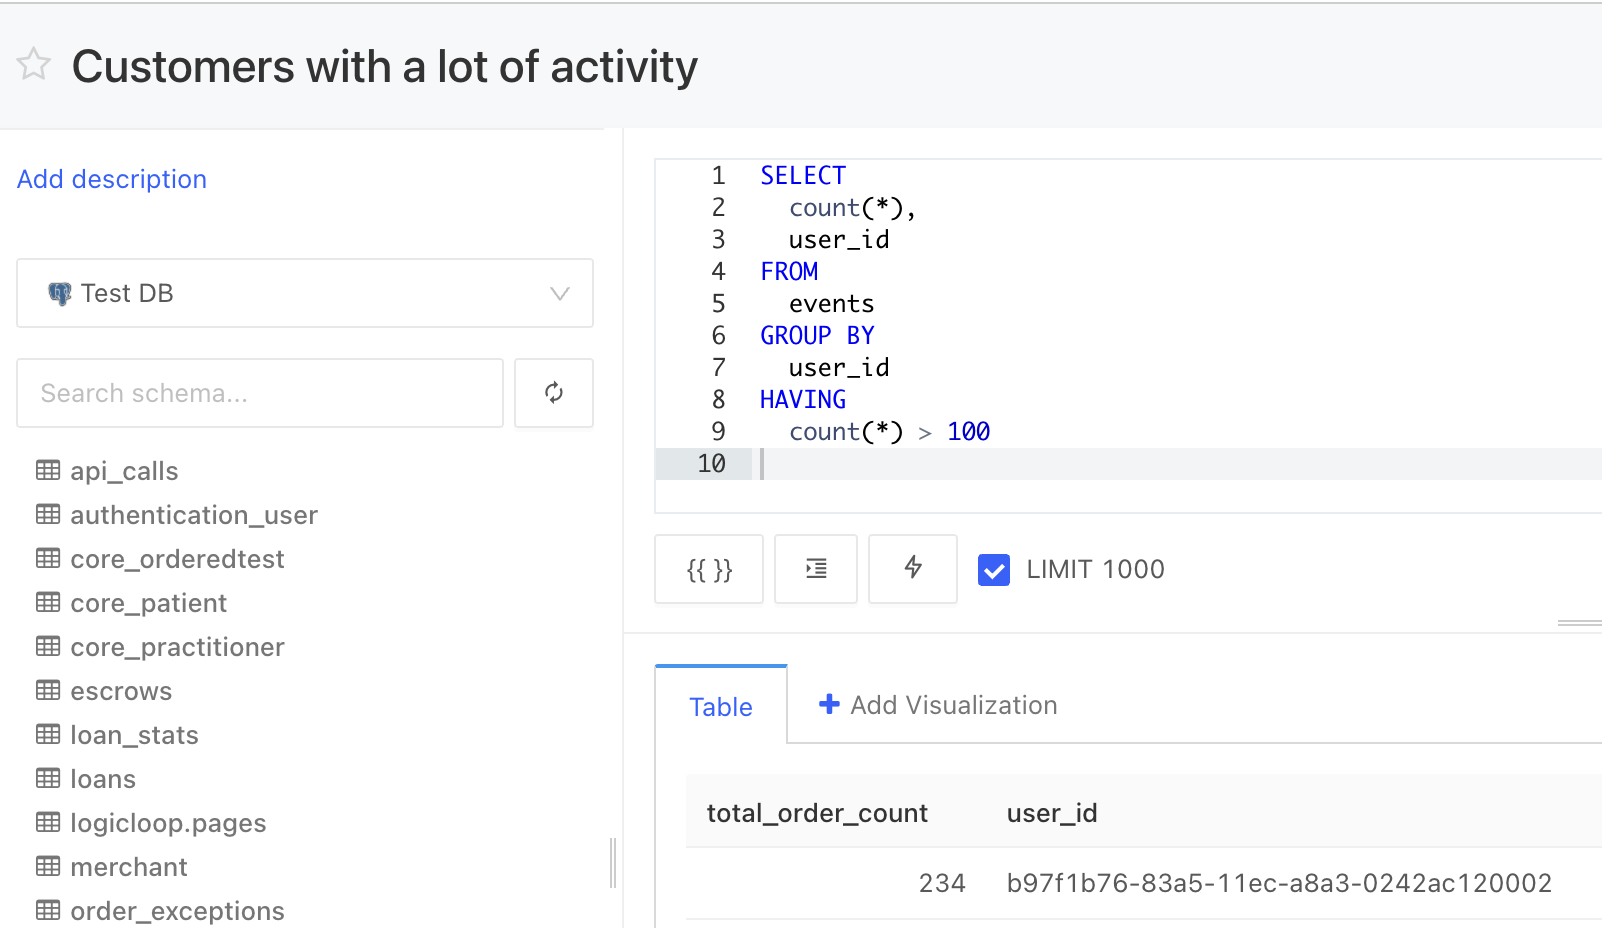 Customers with a lot of activity
Add description
Test DB
Search schema...
api_calls
authentication_user
core_orderedtest
core_patient
core_practitioner
escrows
loan_stats
loans
logicloop.pages
merchant
order_exceptions
1 SELECT
2 count(*),
3 user_id
4 FROM
5 events
6 GROUP BY
7 user_id
8 HAVING
9 count(*) > 100
10
{{ }} LIMIT 1000
Table Add Visualization
total_order_count user_id
234 b97f1b76-83a5-11ec-a8a3-0242ac120002